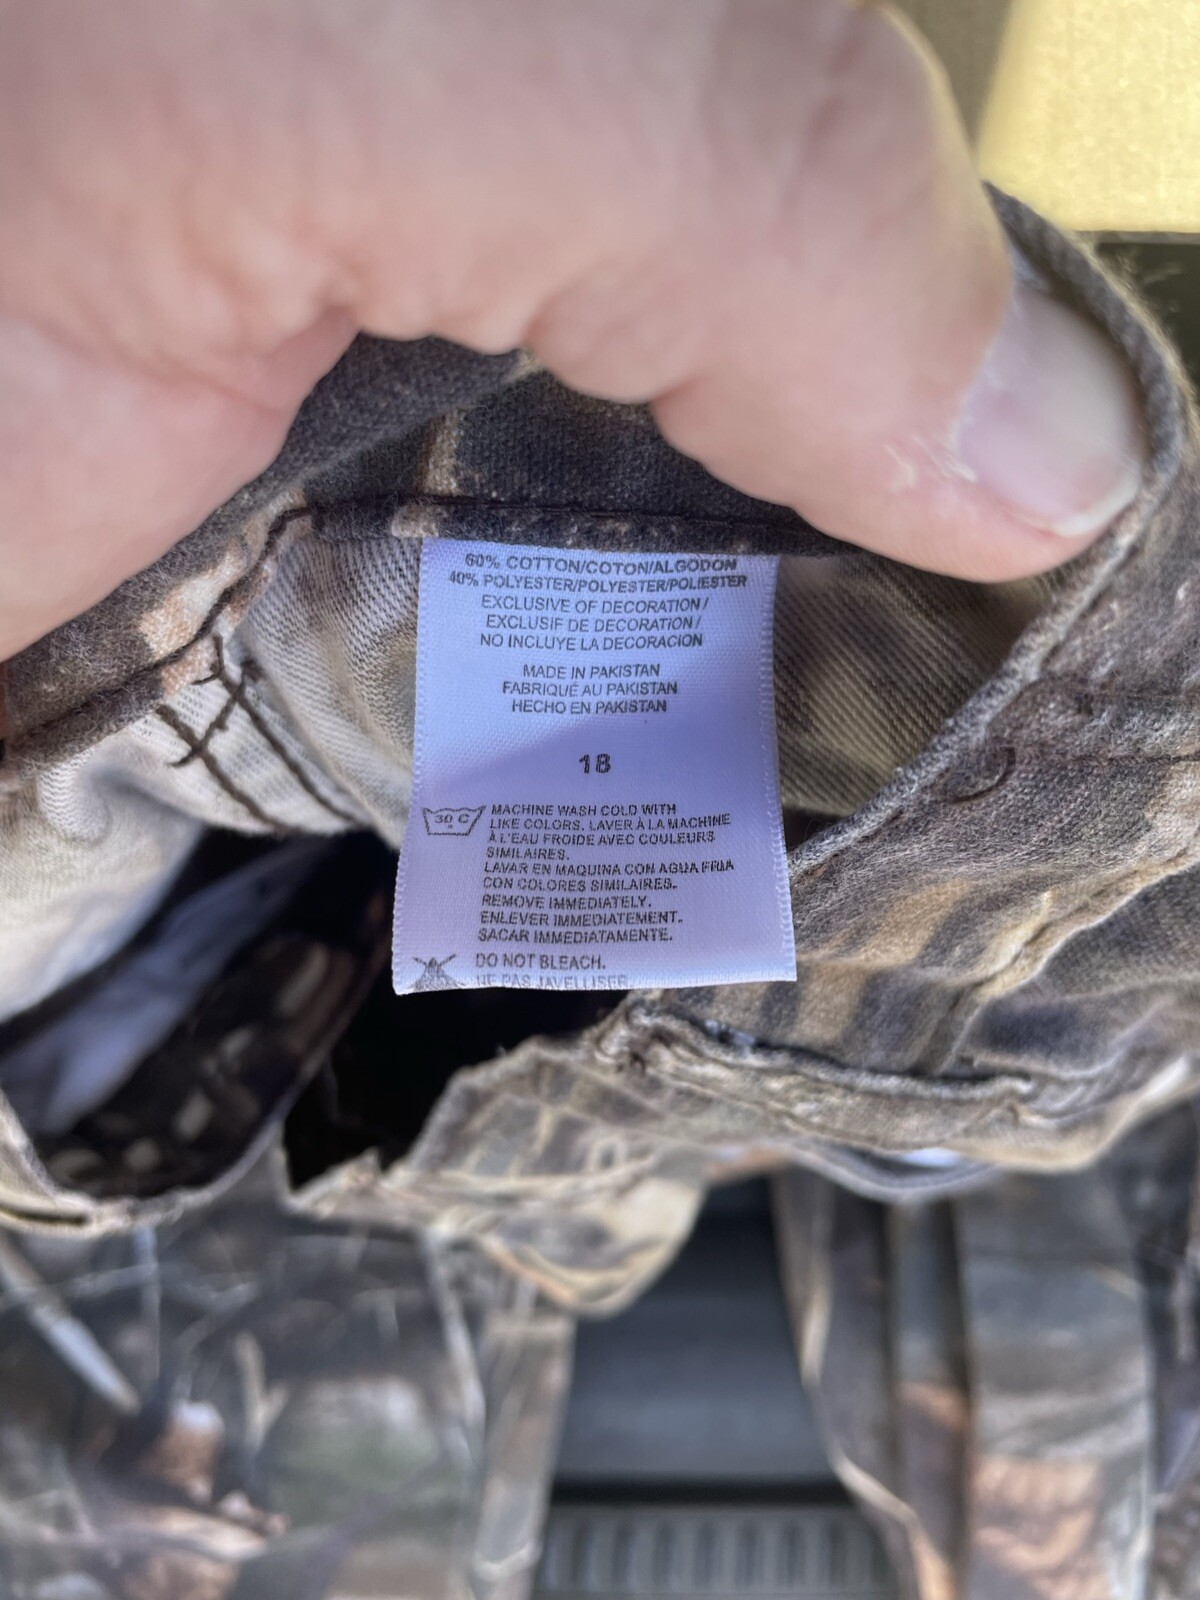 60% COTTON/COTON/ALGODON
40% POLYESTER/POLYESTER/POLIESTER
EXCLUSIVE OF DECORATION/
EXCLUSIF DE DECORATION/
NO INCLUYE LA DECORACION
MADE IN PAKISTAN
FABRIQUÉ AU PAKISTAN
HECHO EN PAKISTAN
18
30 C
MACHINE WASH COLD WITH
LIKE COLORS. LAVER À LA MACHINE
À L'EAU FROIDE AVEC COULEURS
SIMILAIRES.
LAVAR EN MAQUINA CON AGUA FRIA
CON COLORES SIMILAIRES.
REMOVE IMMEDIATELY.
ENLEVER IMMEDIATEMENT.
SACAR IMMEDIATAMENTE.
DO NOT BLEACH.
NE PAS JAVELLISER